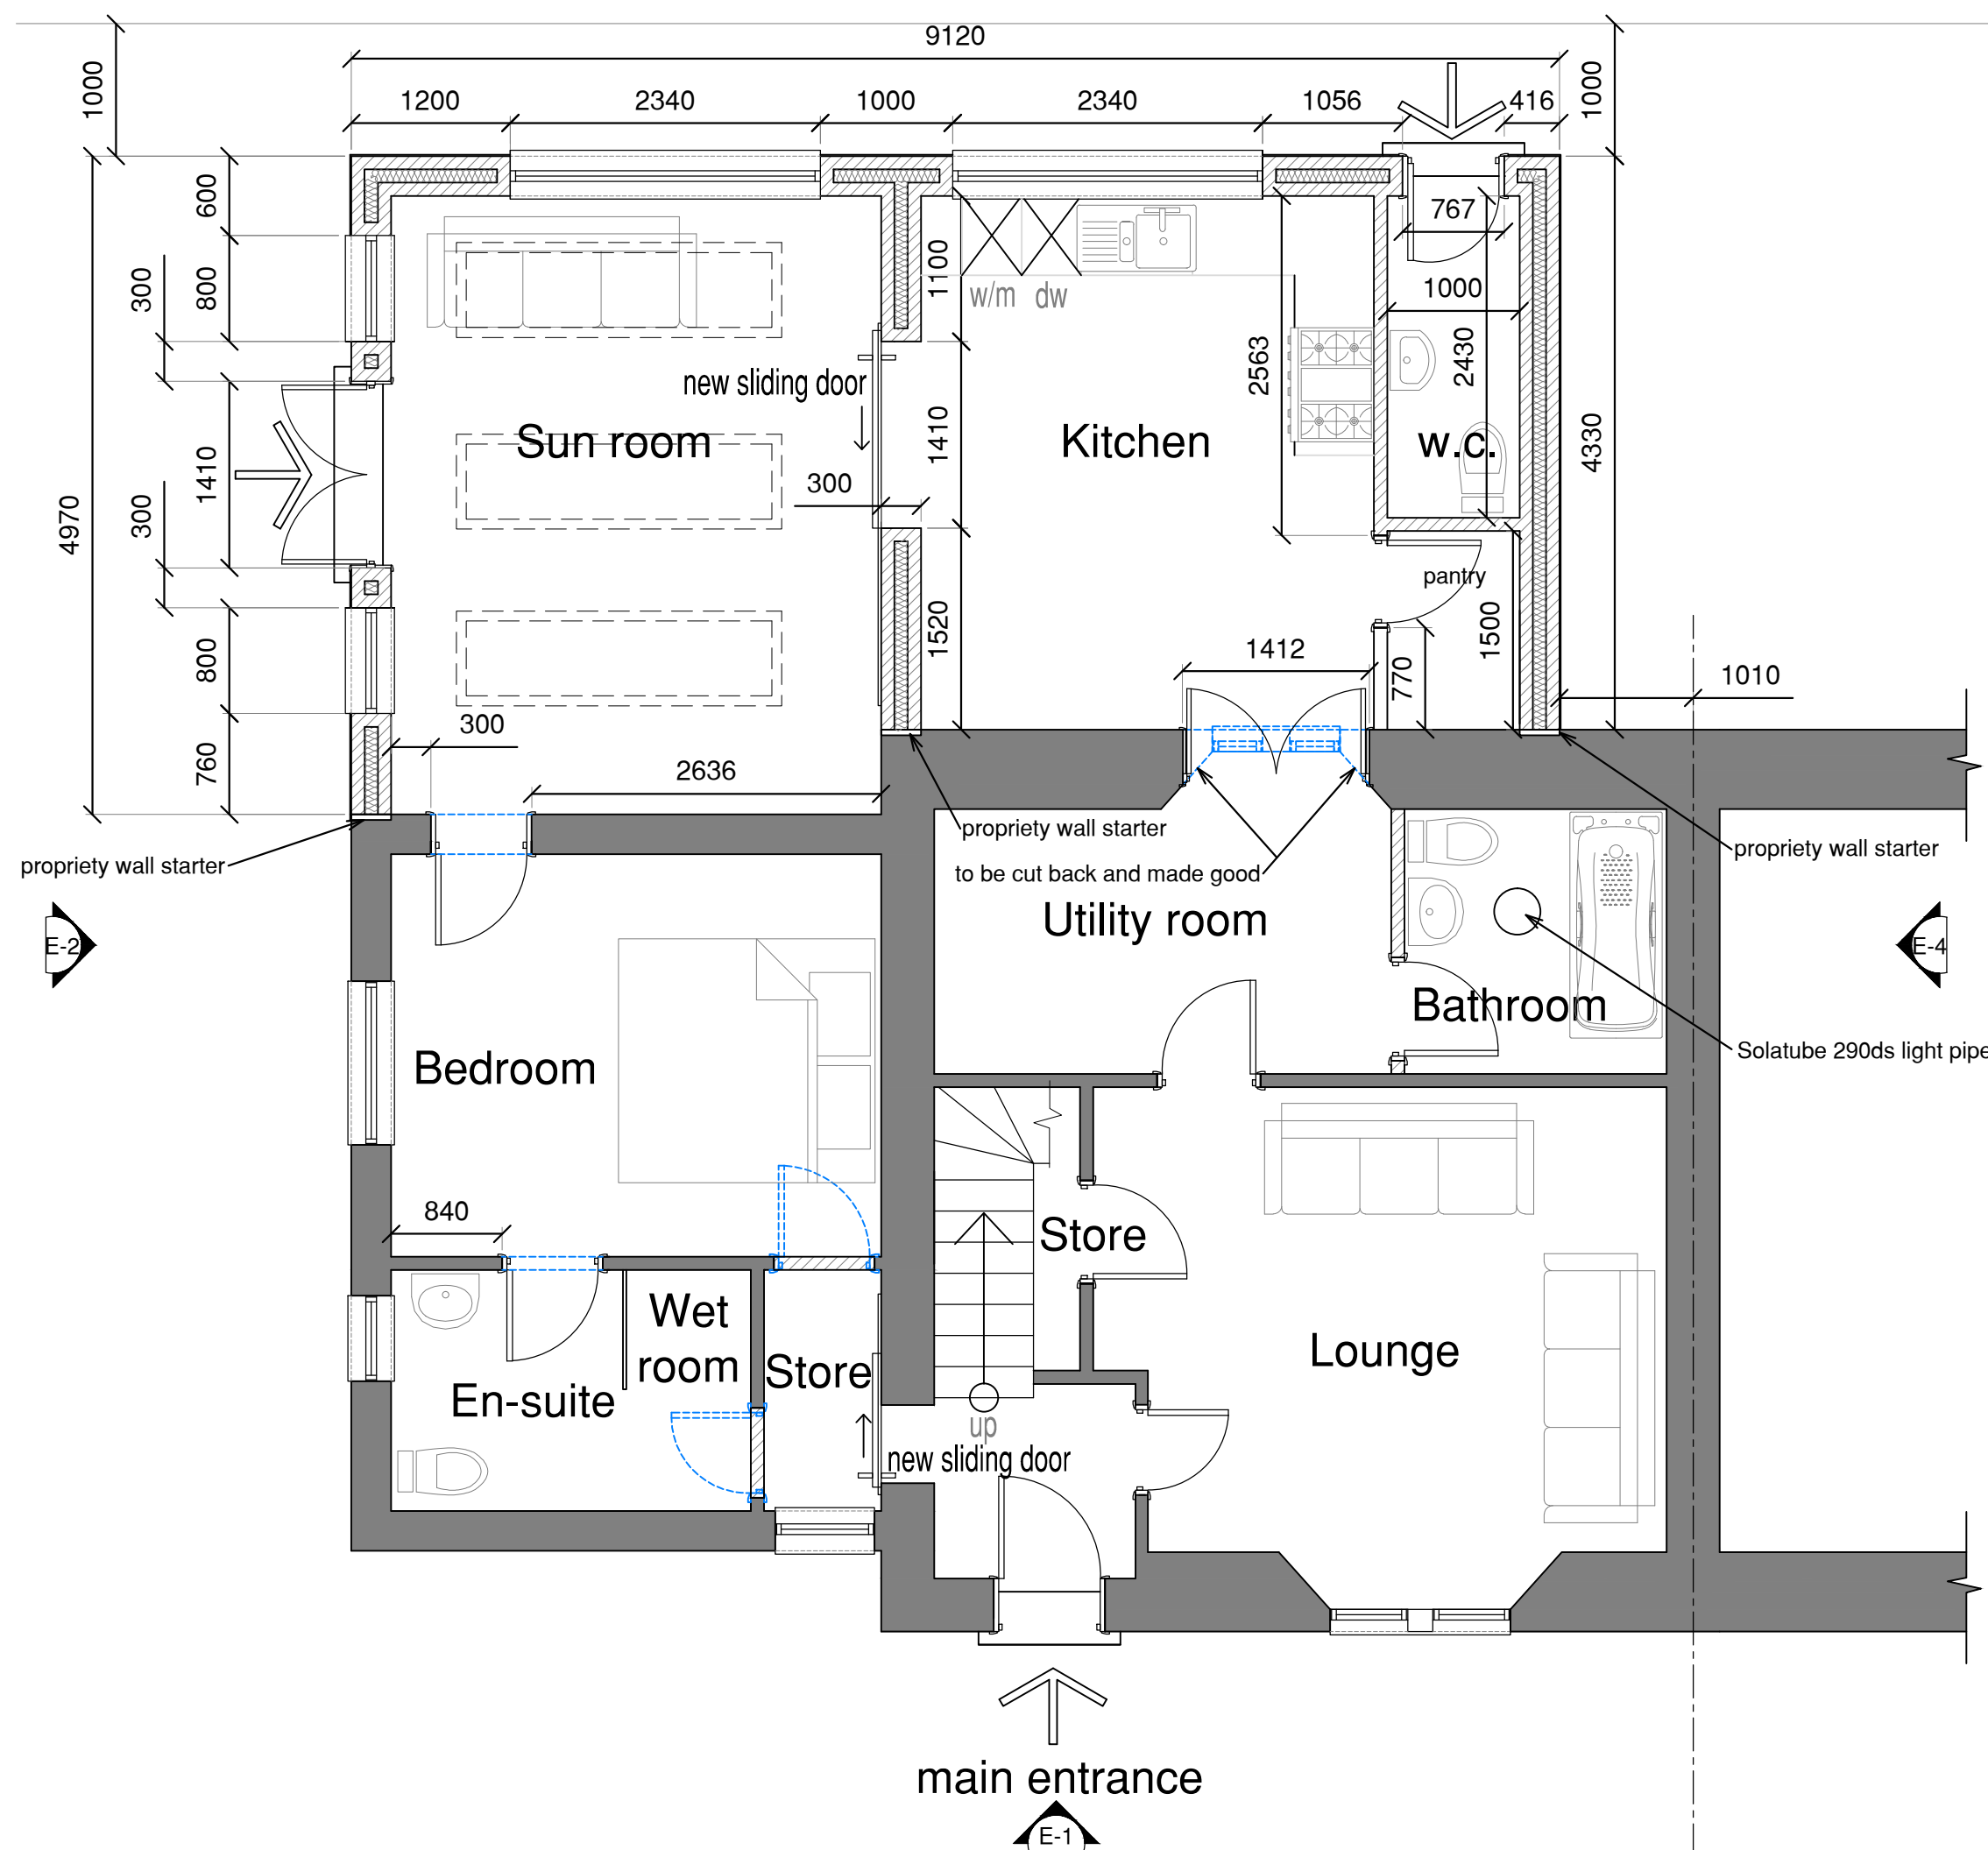 9120
1000
1200
2340
1000
2340
1056
416
1000
600
767
300
800
1100
w/m
dw
1000
2430
2563
new sliding door
Sun room
Kitchen
w.c.
1410
300
1410
300
4330
4970
pantry
1520
1412
770
1500
800
300
1010
760
2636
propriety wall starter
propriety wall starter
propriety wall starter
to be cut back and made good
Utility room
E-2
E-4
Bathroom
Solatube 290ds light pipe
Bedroom
840
Store
Wet
room
Store
Lounge
En-suite
up
new sliding door
main entrance
E-1